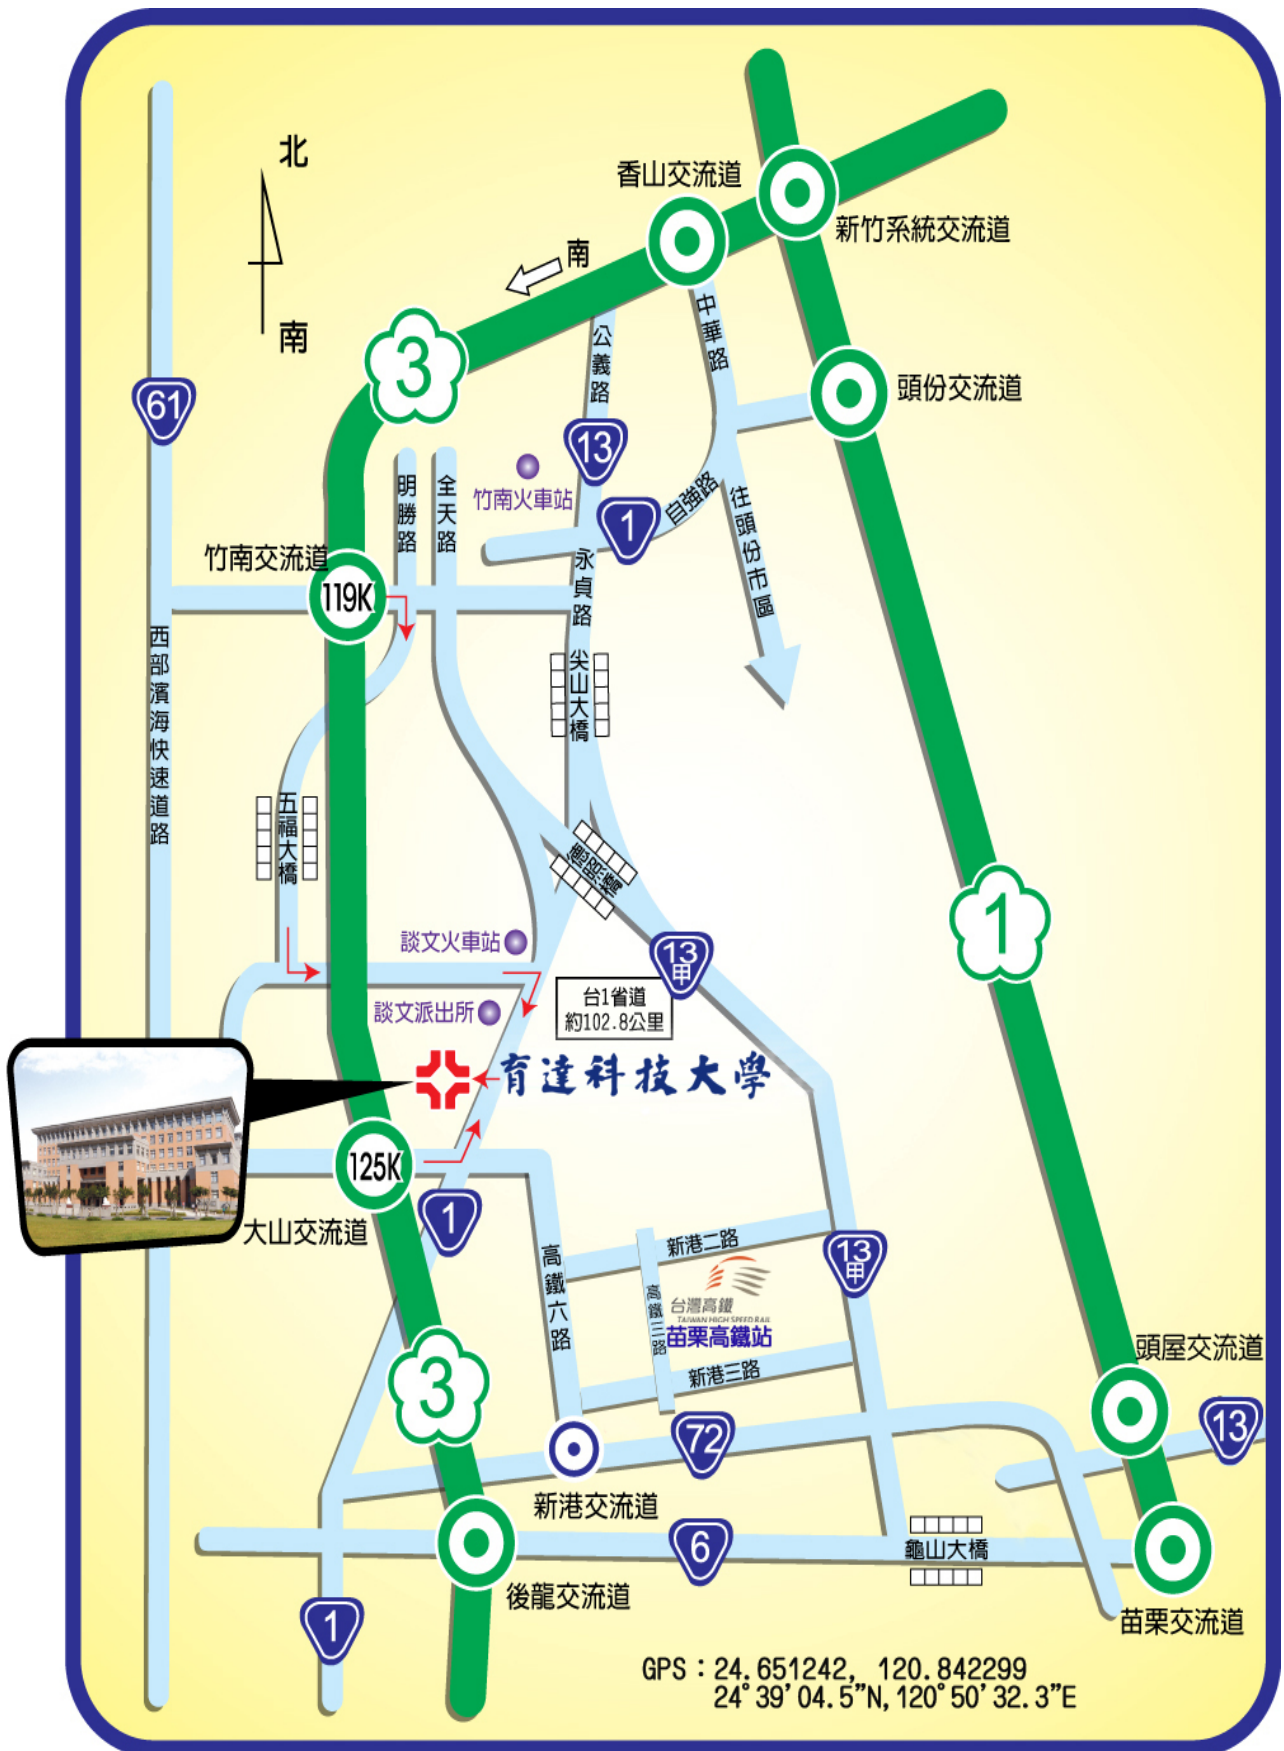 北
南
香山交流道
新竹系統交流道
南
中華路
公義路
3
頭份交流道
61
13
明勝路
全天路
竹南火車站
自強路
往頭份市區
1
竹南交流道
永貞路
119K
西部濱海快速道路
尖山大橋
五福大橋
德照橋
1
談文火車站
13甲
台1省道
約102.8公里
談文派出所
育達科技大學
125K
大山交流道
1
新港二路
高鐵六路
13甲
高鐵三路
台灣高鐵
TAIWAN HIGH SPEED RAIL
苗栗高鐵站
頭屋交流道
3
新港三路
13
72
新港交流道
6
龜山大橋
後龍交流道
1
苗栗交流道
GPS：24.651242, 120.842299
24°39'04.5"N,120°50'32.3"E